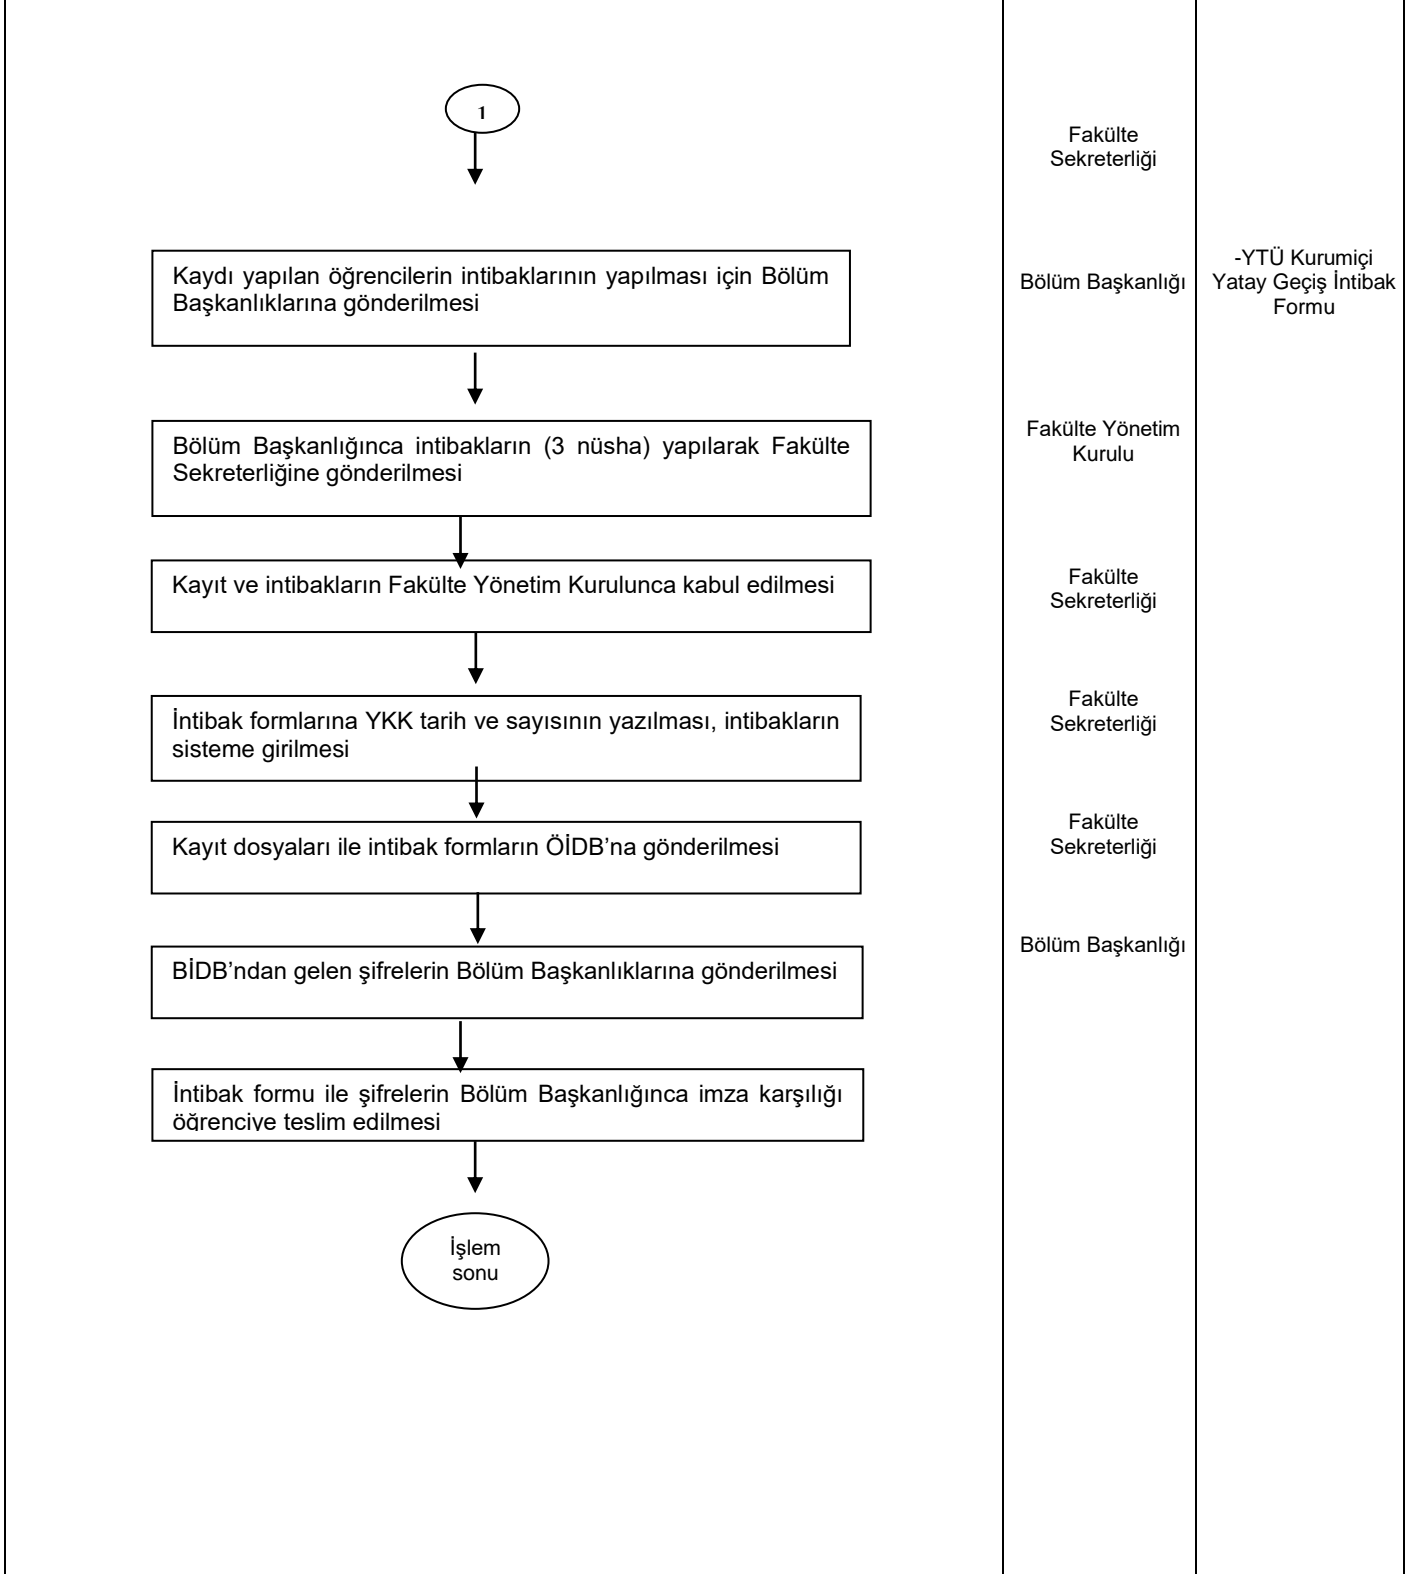 1
Fakülte
Sekreterliği
Kaydı yapılan öğrencilerin intibaklarının yapılması için Bölüm
Başkanlıklarına gönderilmesi
Bölüm Başkanlığı
-YTÜ Kurumiçi
Yatay Geçiş İntibak
Formu
Bölüm Başkanlığınca intibakların (3 nüsha) yapılarak Fakülte
Sekreterliğine gönderilmesi
Fakülte Yönetim
Kurulu
Kayıt ve intibakların Fakülte Yönetim Kurulunca kabul edilmesi
Fakülte
Sekreterliği
İntibak formlarına YKK tarih ve sayısının yazılması, intibakların
sisteme girilmesi
Fakülte
Sekreterliği
Kayıt dosyaları ile intibak formların ÖİDB’na gönderilmesi
Fakülte
Sekreterliği
BİDB’ndan gelen şifrelerin Bölüm Başkanlıklarına gönderilmesi
Bölüm Başkanlığı
İntibak formu ile şifrelerin Bölüm Başkanlığınca imza karşılığı
öğrenciye teslim edilmesi
İşlem
sonu